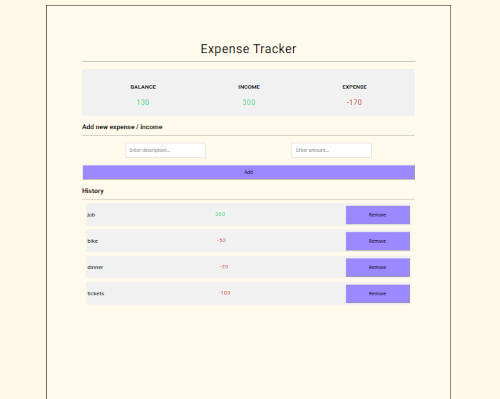 Expense Tracker
BALANCE INCOME EXPENSE
130 300 -170
Add new expense / income
Enter description... Enter amount...
Add
History
job 300 Remove
bike -50 Remove
dinner -20 Remove
tickets -100 Remove